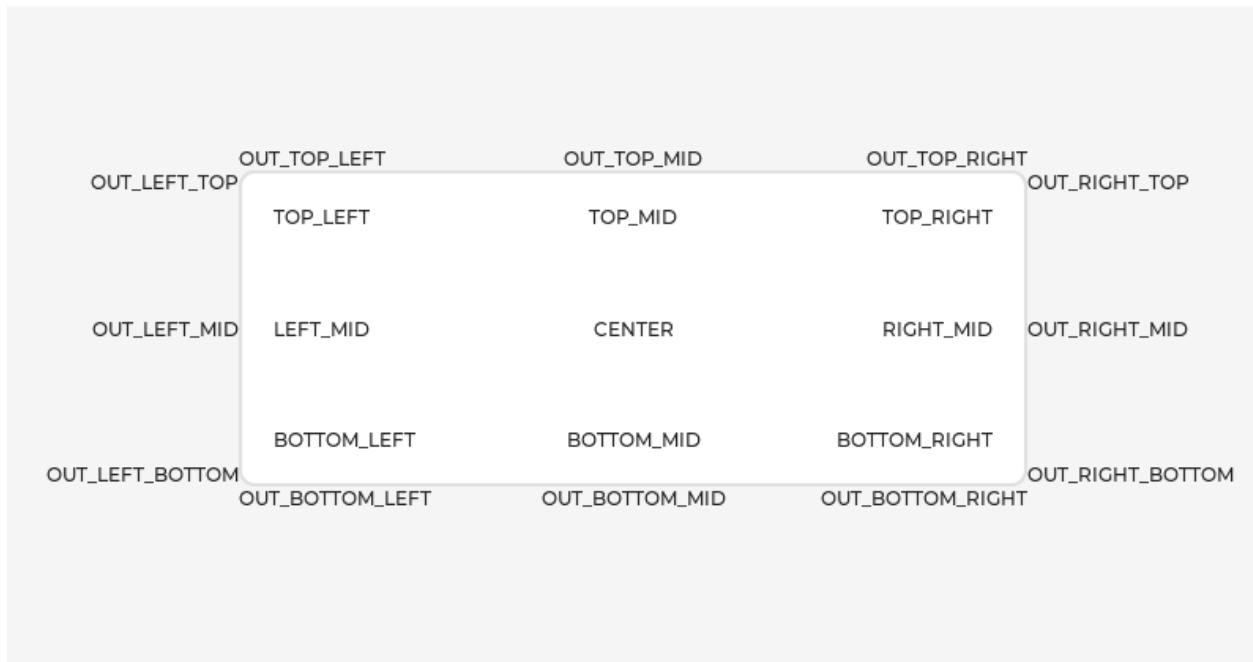 OUT_TOP_LEFT OUT_TOP_MID OUT_TOP_RIGHT
OUT_LEFT_TOP OUT_RIGHT_TOP
TOP_LEFT TOP_MID TOP_RIGHT
OUT_LEFT_MID LEFT_MID CENTER RIGHT_MID OUT_RIGHT_MID
BOTTOM_LEFT BOTTOM_MID BOTTOM_RIGHT
OUT_LEFT_BOTTOM OUT_RIGHT_BOTTOM
OUT_BOTTOM_LEFT OUT_BOTTOM_MID OUT_BOTTOM_RIGHT